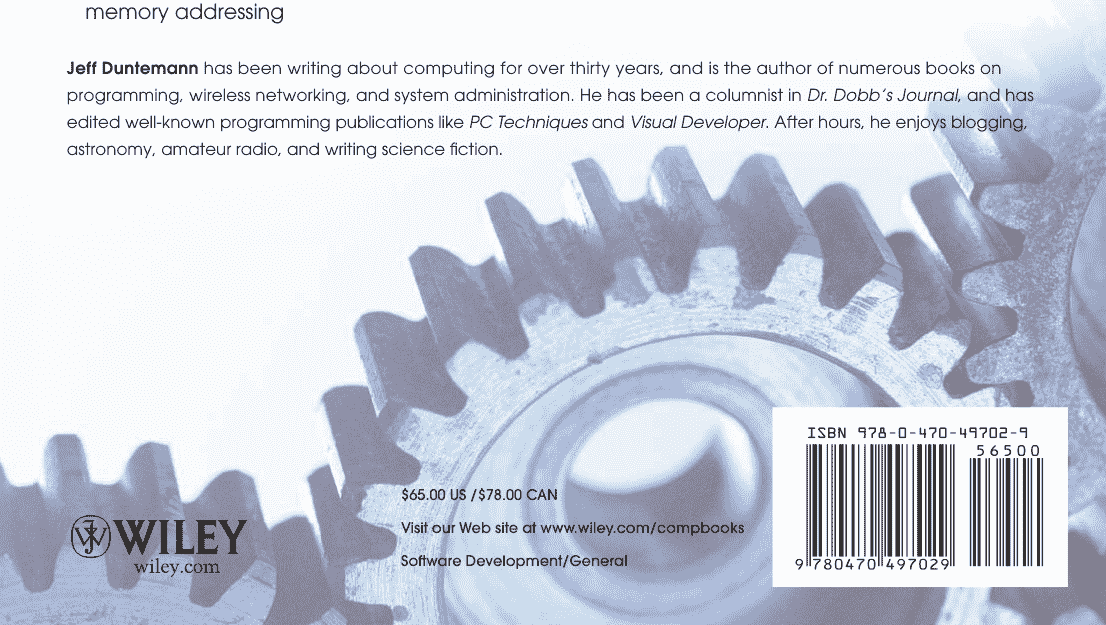 memory addressing
Jeff Duntemann has been writing about computing for over thirty years, and is the author of numerous books on
programming, wireless networking, and system administration. He has been a columnist in Dr. Dobb's Journal, and has
edited well-known programming publications like PC Techniques and Visual Developer. After hours, he enjoys blogging,
astronomy, amateur radio, and writing science fiction.
$65.00 US /$78.00 CAN
Visit our Web site at www.wiley.com/compbooks
Software Development/General
WILEY
wiley.com
ISBN 978-0-470-49702-9
56500
9 780470 497029